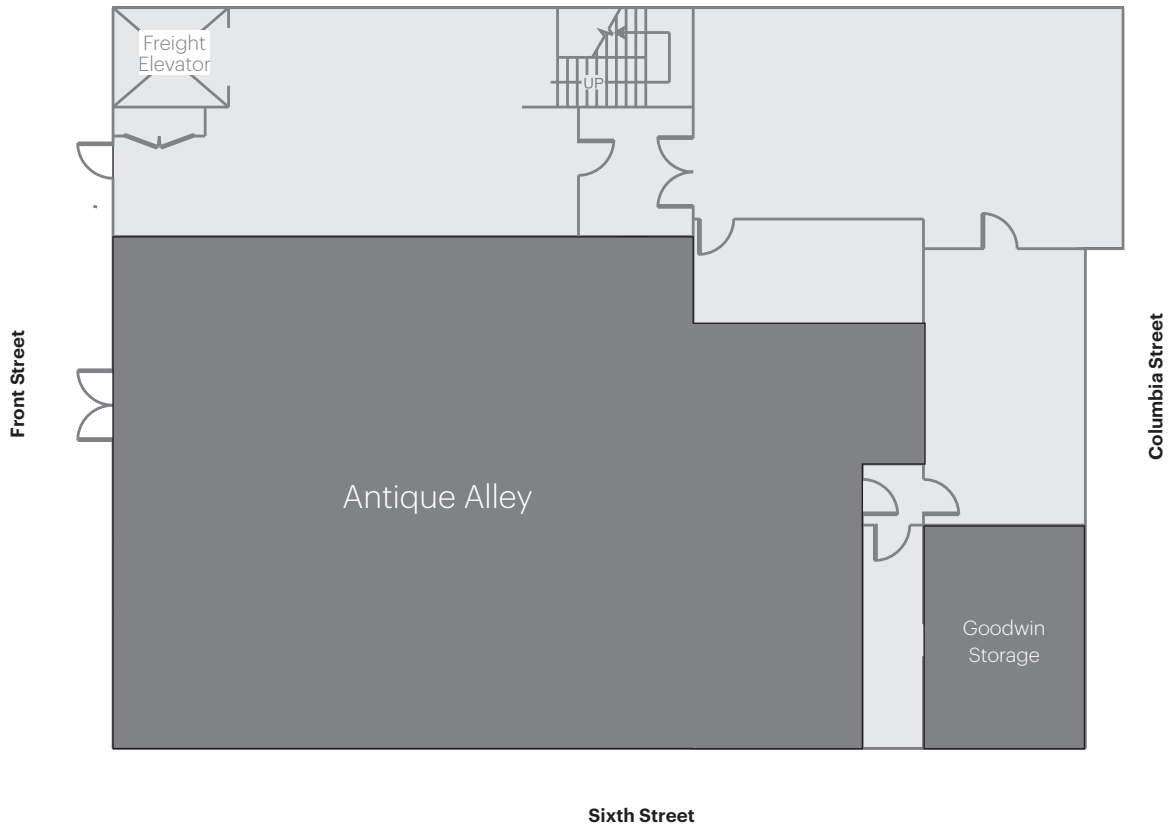 Freight
Elevator
UP
Front Street
Columbia Street
Antique Alley
Goodwin
Storage
Sixth Street